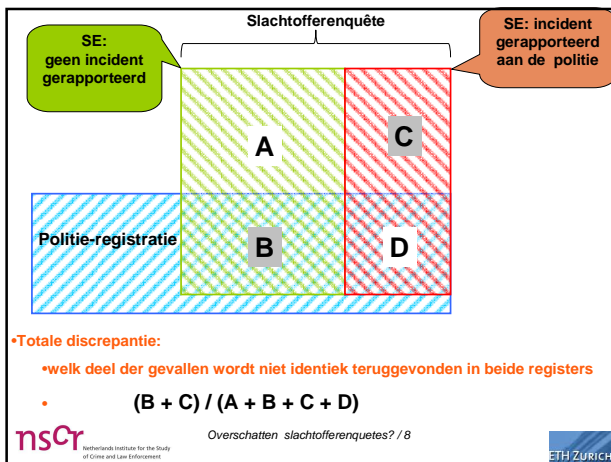 Slachtofferenquête
SE:
geen incident
gerapporteerd
SE: incident
gerapporteerd
aan de politie
A
C
Politie-registratie
B
D
•Totale discrepantie:
•welk deel der gevallen wordt niet identiek teruggevonden in beide registers
• (B + C) / (A + B + C + D)
nscr
Netherlands Institute for the Study
of Crime and Law Enforcement
Overschatten slachtofferenquetes? / 8
ETH ZURICH